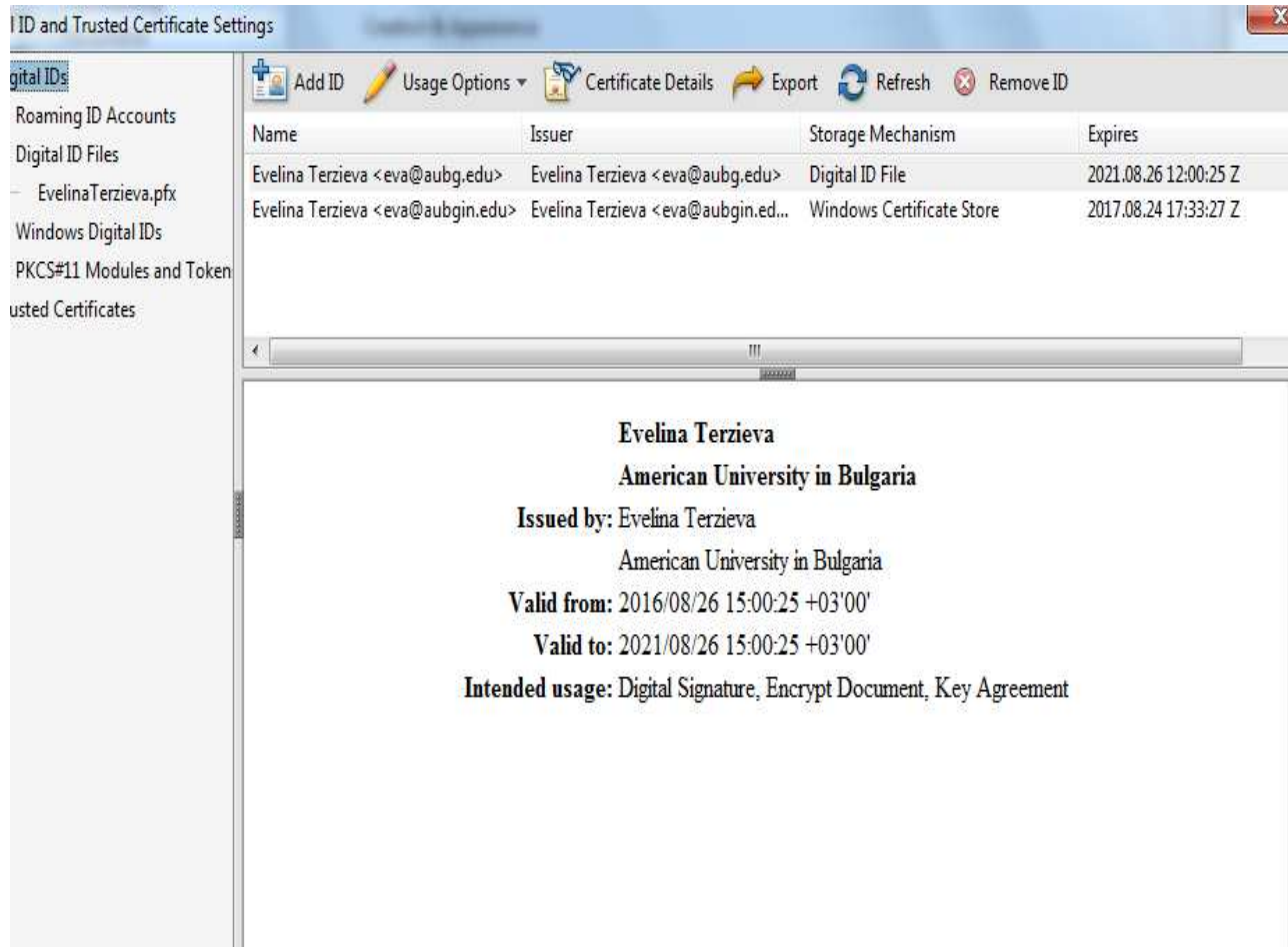 l ID and Trusted Certificate Settings
gital IDs
Roaming ID Accounts
Digital ID Files
EvelinaTerzieva.pfx
Windows Digital IDs
PKCS#11 Modules and Token
usted Certificates
Add ID Usage Options Certificate Details Export Refresh Remove ID
Name Issuer Storage Mechanism Expires
Evelina Terzieva <eva@aubg.edu> Evelina Terzieva <eva@aubg.edu> Digital ID File 2021.08.26 12:00:25 Z
Evelina Terzieva <eva@aubgin.edu> Evelina Terzieva <eva@aubgin.ed... Windows Certificate Store 2017.08.24 17:33:27 Z
Evelina Terzieva
American University in Bulgaria
Issued by: Evelina Terzieva
American University in Bulgaria
Valid from: 2016/08/26 15:00:25 +03'00'
Valid to: 2021/08/26 15:00:25 +03'00'
Intended usage: Digital Signature, Encrypt Document, Key Agreement